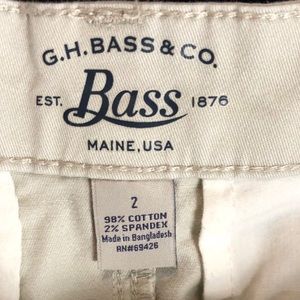 G.H.BASS & CO.
EST. Bass 1876
MAINE, USA
2
98% COTTON
2% SPANDEX
Made in Bangladesh
RN#69426